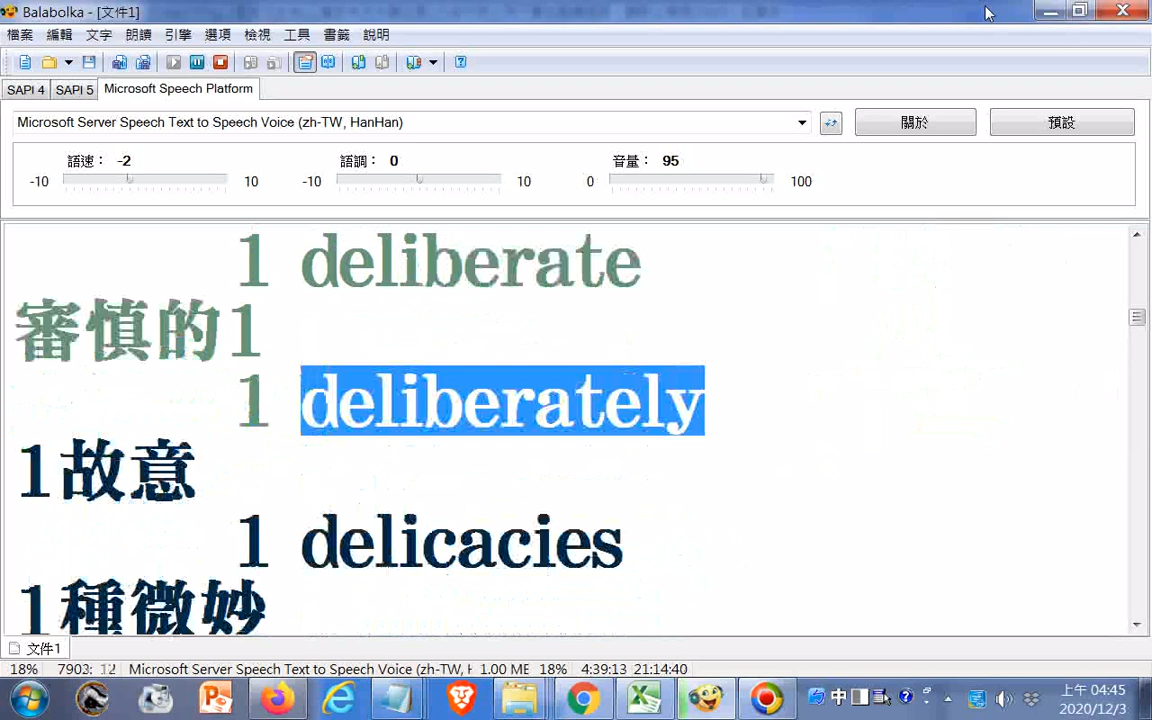 Balabolka - [文件1]
檔案 編輯 文字 朗讀 引擎 選項 檢視 工具 書籤 說明
SAPI 4 SAPI 5 Microsoft Speech Platform
Microsoft Server Speech Text to Speech Voice (zh-TW, HanHan) 關於 預設
語速： -2 語調： 0 音量： 95
-10 10 -10 10 0 100
1 deliberate
審慎的1
1 deliberately
1故意
1 delicacies
1種微妙
文件1
18% 7903: 12 Microsoft Server Speech Text to Speech Voice (zh-TW, 1.00 ME 18% 4:39:13 21:14:40
中 上午 04:45
2020/12/3